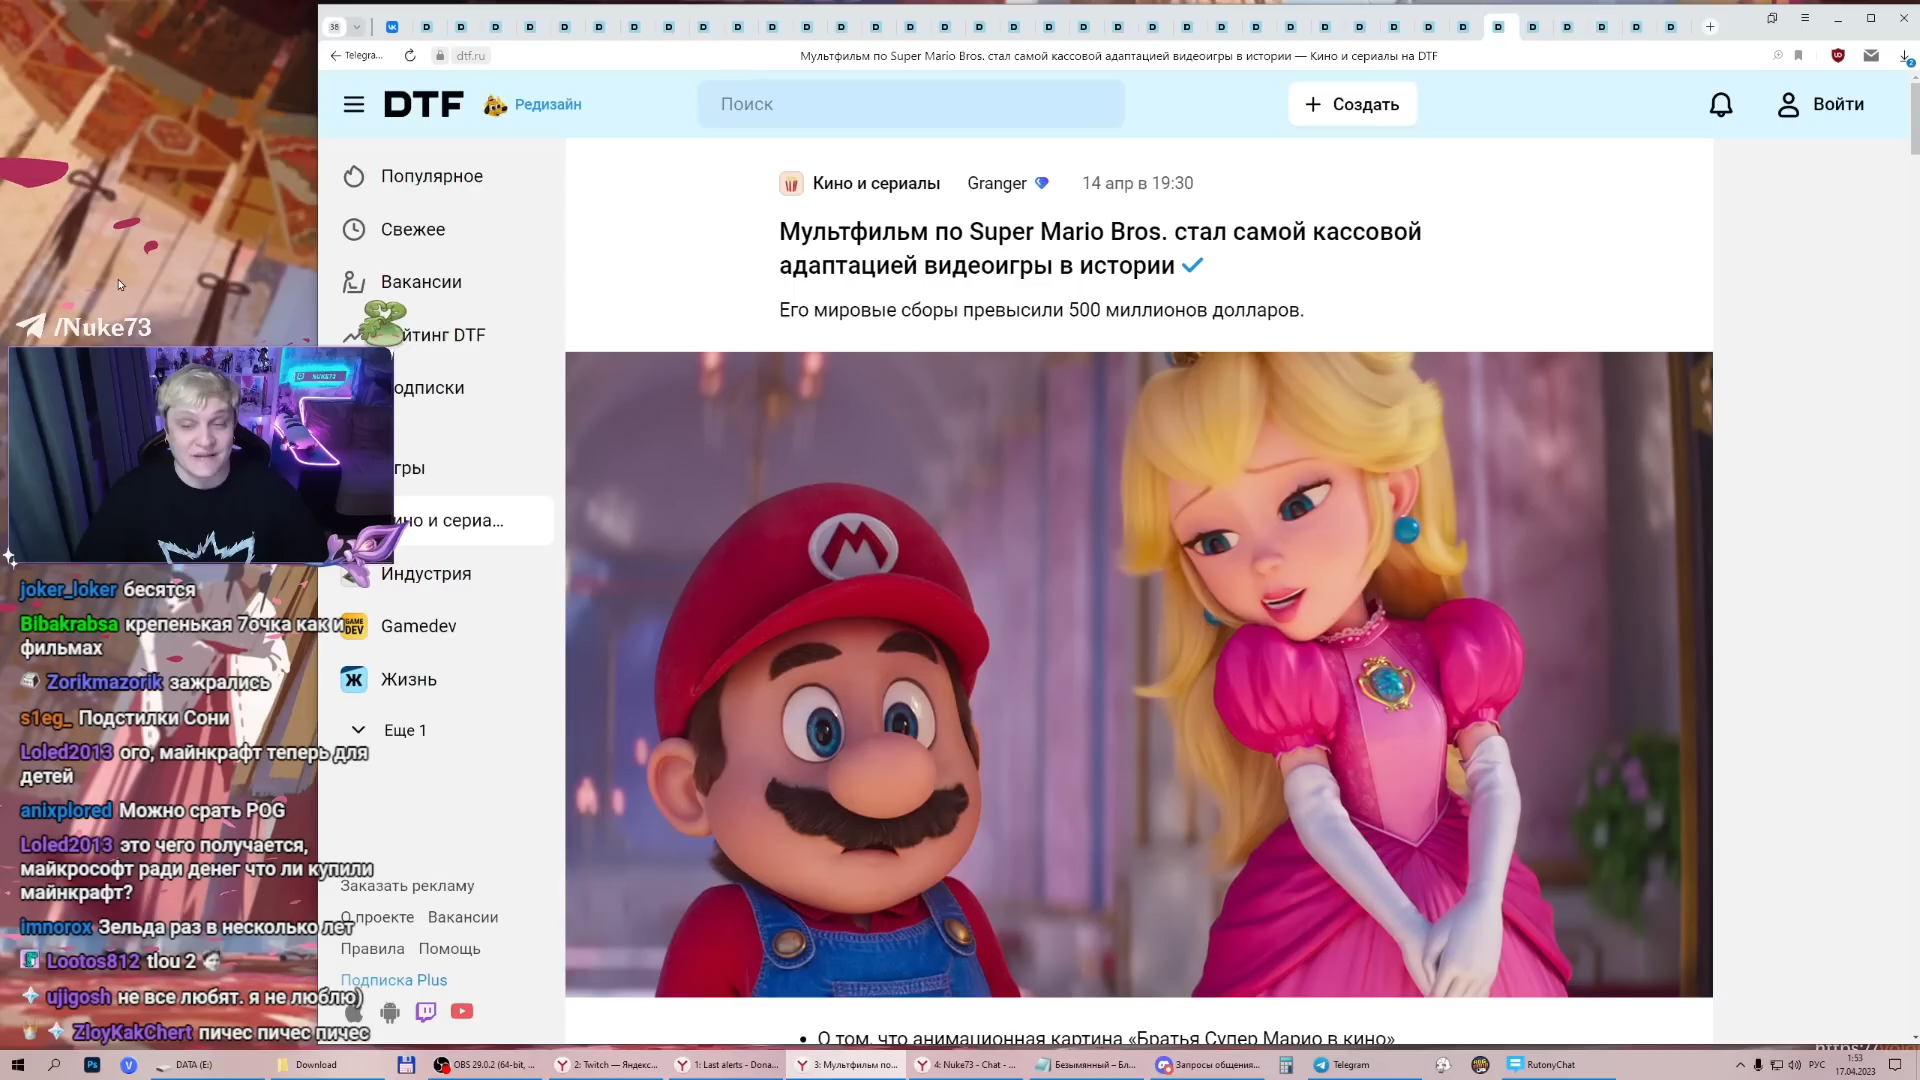 38
Telegra...
dtf.ru
Мультфильм по Super Mario Bros. стал самой кассовой адаптацией видеоигры в истории — Кино и сериалы на DTF
DTF
Редизайн
Поиск
Создать
Войти
Популярное
Свежее
Вакансии
йтинг DTF
одписки
гры
ино и сериа...
Индустрия
GAME DEV
Gamedev
Ж
Жизнь
Еще 1
Заказать рекламу
О проекте Вакансии
Правила Помощь
Подписка Plus
Кино и сериалы Granger 14 апр в 19:30
Мультфильм по Super Mario Bros. стал самой кассовой
адаптацией видеоигры в истории
Его мировые сборы превысили 500 миллионов долларов.
M
О том, что анимационная картина «Братья Супер Марио в кино»
/Nuke73
NUKE73
joker_loker бесятся
Bibakrabsa крепенькая 7очка как и
фильмах
Zorikmazorik зажрались
s1eg_ Подстилки Сони
Loled2013 ого, майнкрафт теперь для
детей
anixplored Можно срать POG
Loled2013 это чего получается,
майкрософт ради денег что ли купили
майнкрафт?
imnorox Зельда раз в несколько лет
Lootos812 tlou 2
ujigosh не все любят. я не люблю)
ZloyKakChert пичес пичес пичес
DATA (E:)
Download
OBS 29.0.2 (64-bit, ...
2: Twitch — Яндекс...
1: Last alerts - Dona...
3: Мультфильм по...
4: Nuke73 - Chat - ...
Безымянный – Бл...
Запросы общения...
Telegram
RutonyChat
РУС
1:53
17.04.2023